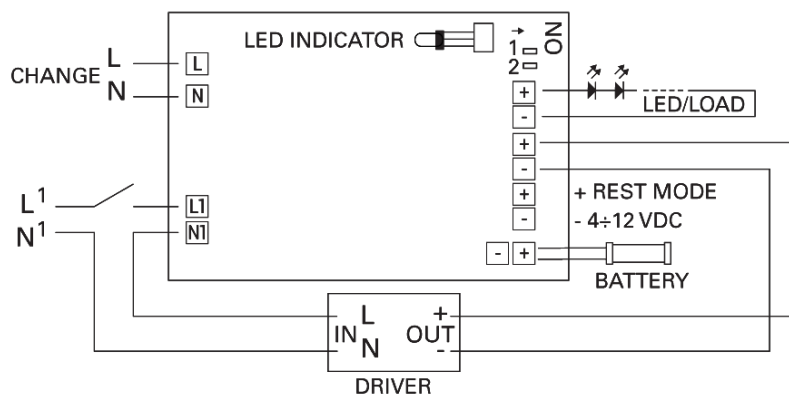 LED INDICATOR
1
2
ON
CHANGE
L
N
L
N
+
-
LED/LOAD
+
-
L1
N1
L1
N1
+
-
+ REST MODE
- 4÷12 VDC
- +
BATTERY
IN
L
N
OUT
+
-
DRIVER